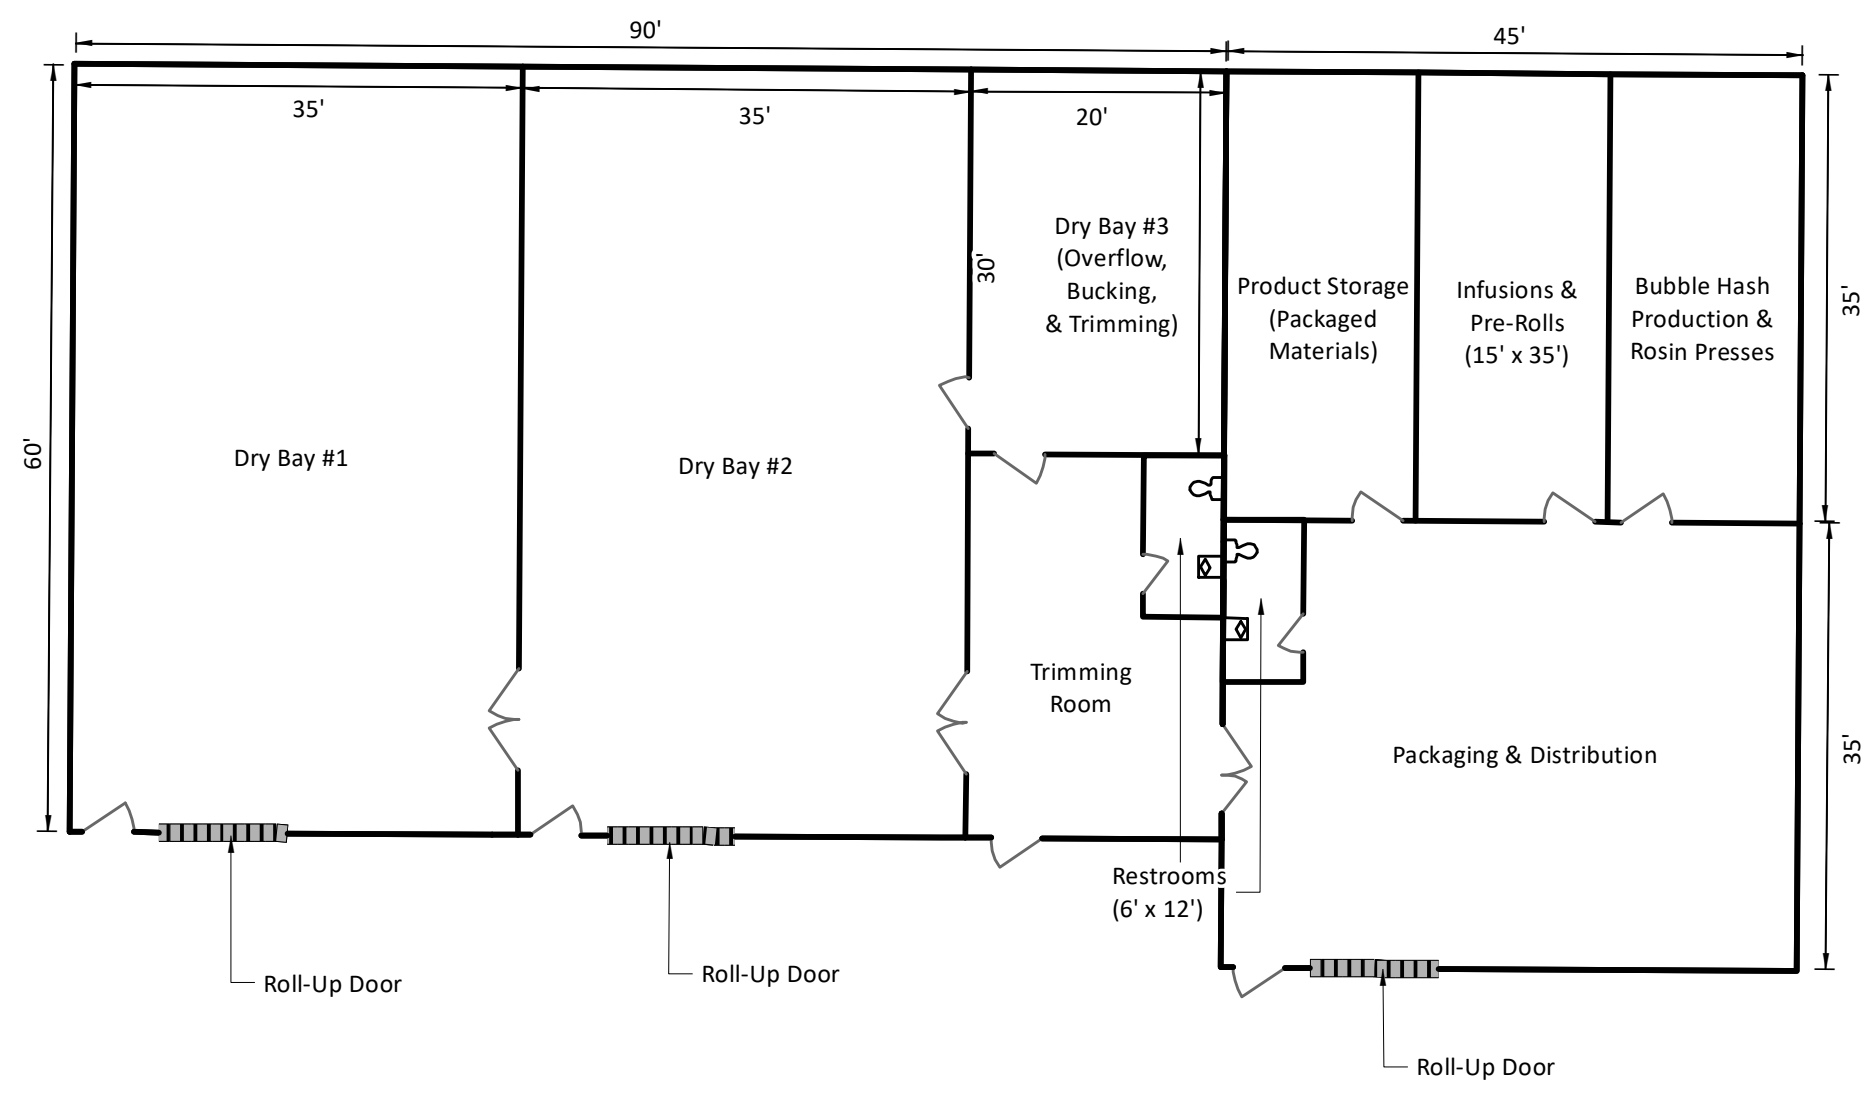 90'
45'
35'
35'
20'
60'
30'
35'
35'
Dry Bay #1
Dry Bay #2
Dry Bay #3
(Overflow,
Bucking,
& Trimming)
Product Storage
(Packaged
Materials)
Infusions &
Pre-Rolls
(15' x 35')
Bubble Hash
Production &
Rosin Presses
Trimming
Room
Packaging & Distribution
Restrooms
(6' x 12')
Roll-Up Door
Roll-Up Door
Roll-Up Door